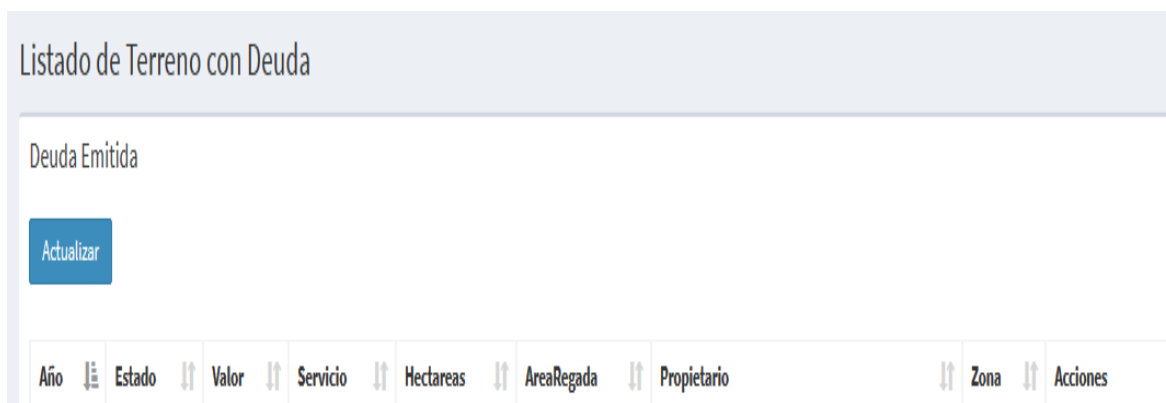 Listado de Terreno con Deuda
Deuda Emitida
Actualizar
Año Estado Valor Servicio Hectareas AreaRegada Propietario Zona Acciones